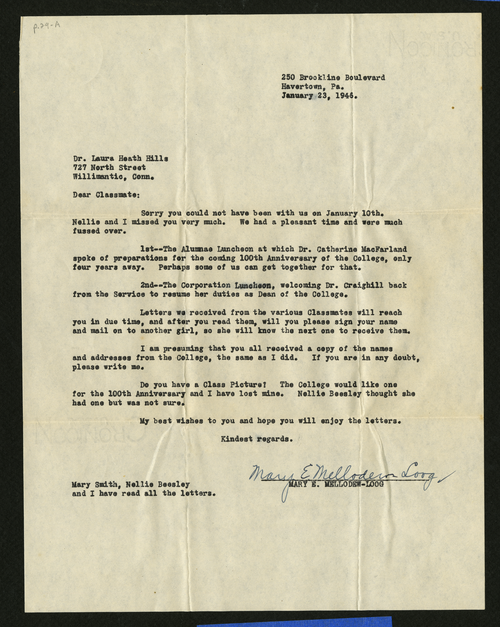 p.79-A
250 Brookline Boulevard
Havertown, Pa.
January 23, 1946.
Dr. Laura Heath Hills
727 North Street
Willimantic, Conn.
Dear Classmate:
Sorry you could not have been with us on January 10th.
Nellie and I missed you very much. We had a pleasant time and were much
fussed over.
1st--The Alumnae Luncheon at which Dr. Catherine MacFarland
spoke of preparations for the coming 100th Anniversary of the College, only
four years away. Perhaps some of us can get together for that.
2nd--The Corporation Luncheon, welcoming Dr. Craighill back
from the Service to resume her duties as Dean of the College.
Letters we received from the various Classmates will reach
you in due time, and after you read them, will you please sign your name
and mail on to another girl, so she will know the next one to receive them.
I am presuming that you all received a copy of the names
and addresses from the College, the same as I did. If you are in any doubt,
please write me.
Do you have a Class Picture? The College would like one
for the 100th Anniversary and I have lost mine. Nellie Beesley thought she
had one but was not sure.
My best wishes to you and hope you will enjoy the letters.
Kindest regards.
Mary E Mellodew-Loog
MARY E. MELLODEW-LOOG
Mary Smith, Nellie Beesley
and I have read all the letters.